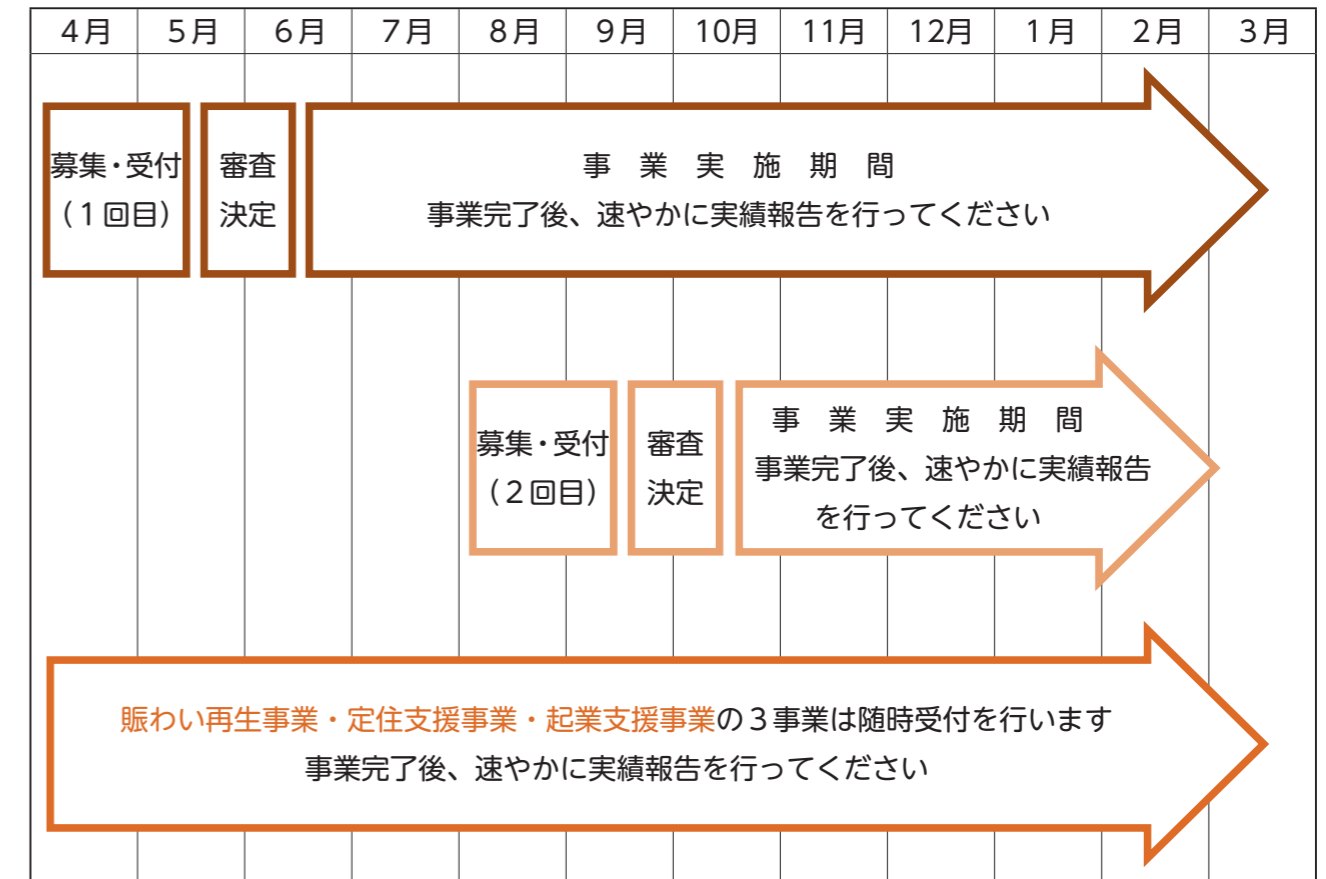 4月 5月 6月 7月 8月 9月 10月 11月 12月 1月 2月 3月
募集・受付
（1回目）
審査
決定
事　業　実　施　期　間
事業完了後、速やかに実績報告を行ってください
募集・受付
（2回目）
審査
決定
事　業　実　施　期　間
事業完了後、速やかに実績報告
を行ってください
賑わい再生事業・定住支援事業・起業支援事業の3事業は随時受付を行います
事業完了後、速やかに実績報告を行ってください